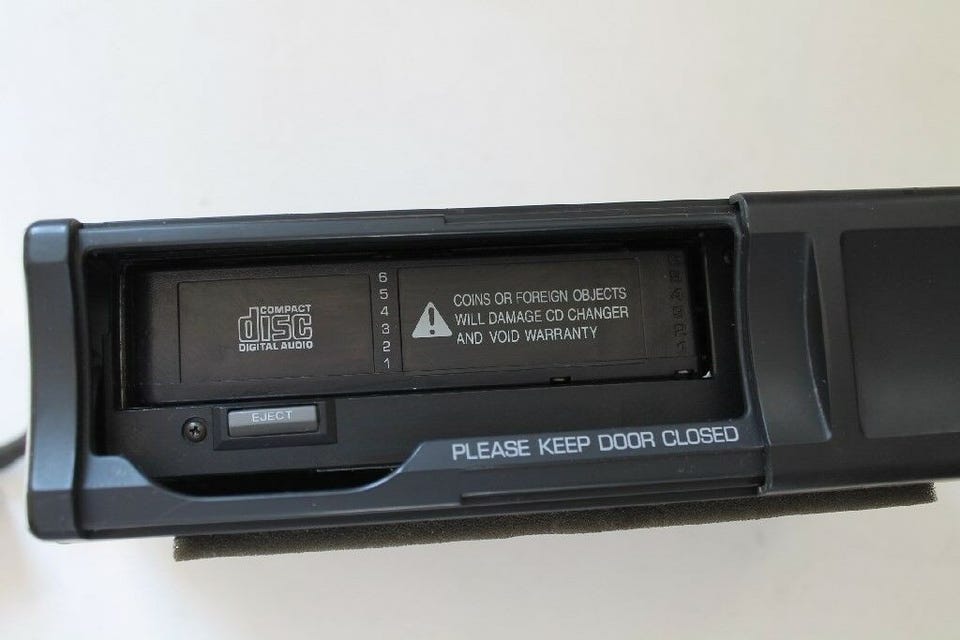 COMPACT
disc
DIGITAL AUDIO
6
5
4
3
2
1
COINS OR FOREIGN OBJECTS
WILL DAMAGE CD CHANGER
AND VOID WARRANTY
EJECT
PLEASE KEEP DOOR CLOSED